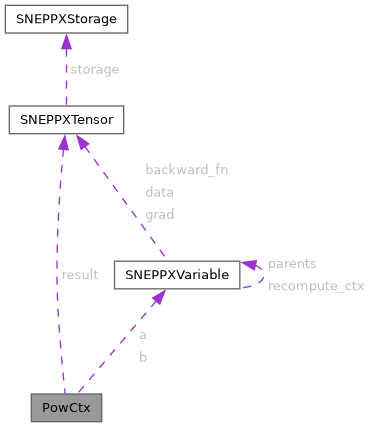 SNEPPXStorage
storage
SNEPPXTensor
backward_fn
data
grad
result
SNEPPXVariable
parents
recompute_ctx
a
b
PowCtx